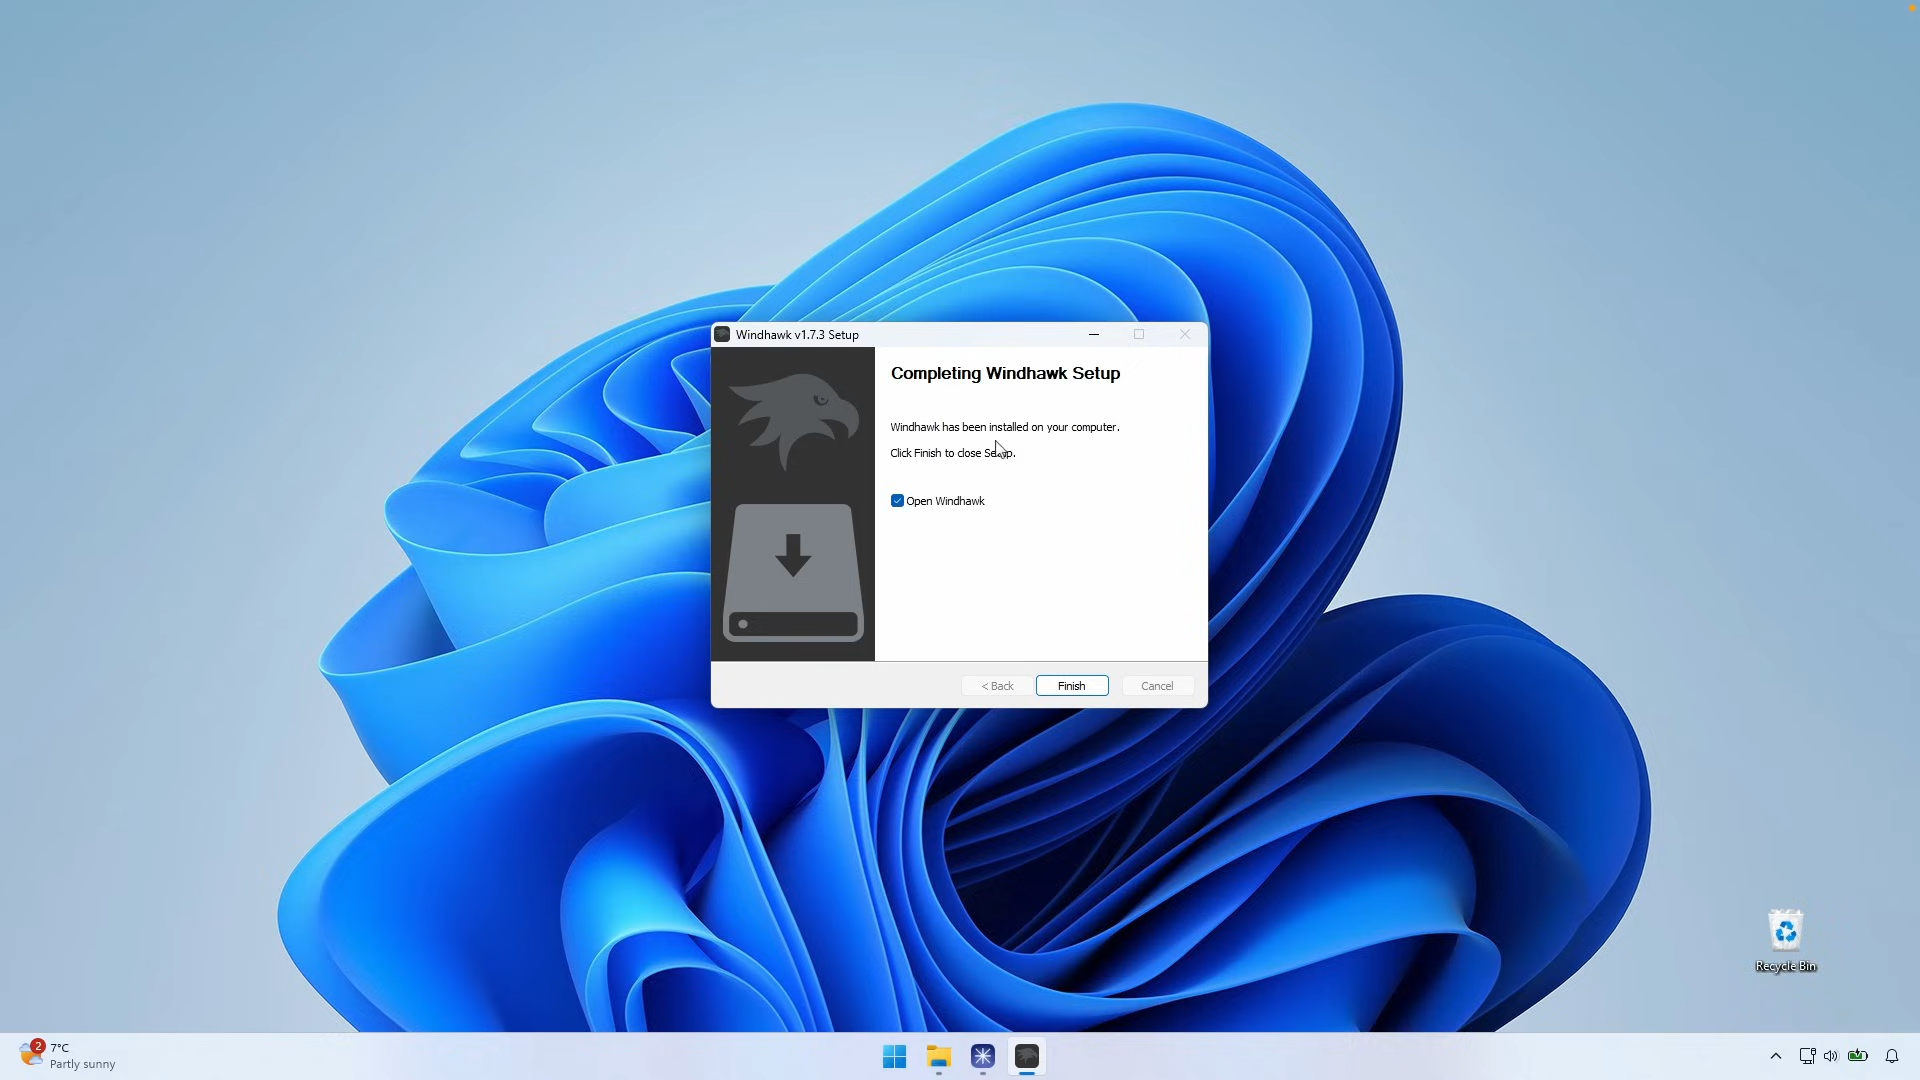 Windhawk v1.7.3 Setup
Completing Windhawk Setup
Windhawk has been installed on your computer.
Click Finish to close Setup.
Open Windhawk
< Back
Finish
Cancel
Recycle Bin
2
7°C
Partly sunny